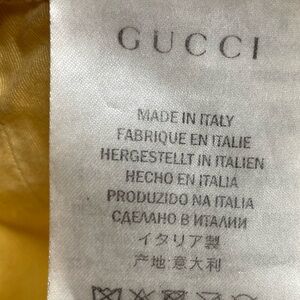 GUCCI
MADE IN ITALY
FABRIQUE EN ITALIE
HERGESTELLT IN ITALIEN
HECHO EN ITALIA
PRODUZIDO NA ITALIA
СДЕЛАНО В ИТАЛИИ
イタリア製
产地:意大利